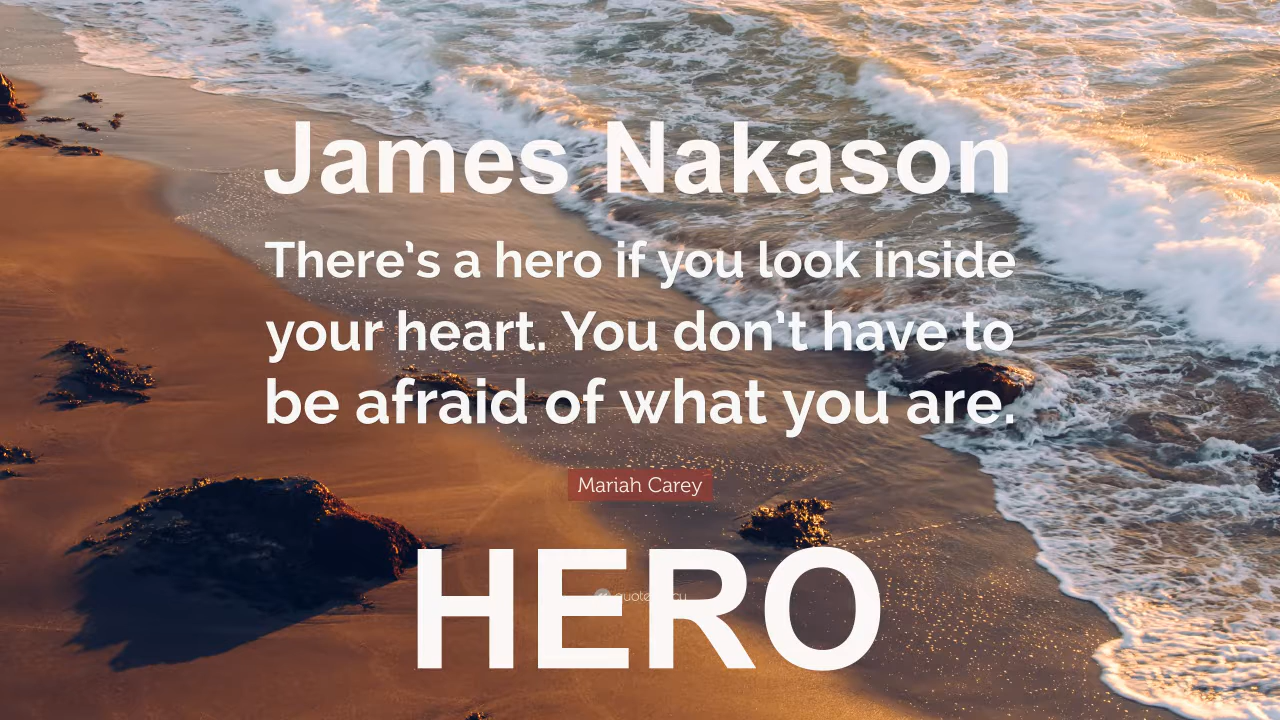 James Nakason
There’s a hero if you look inside
your heart. You don’t have to
be afraid of what you are.
Mariah Carey
HERO